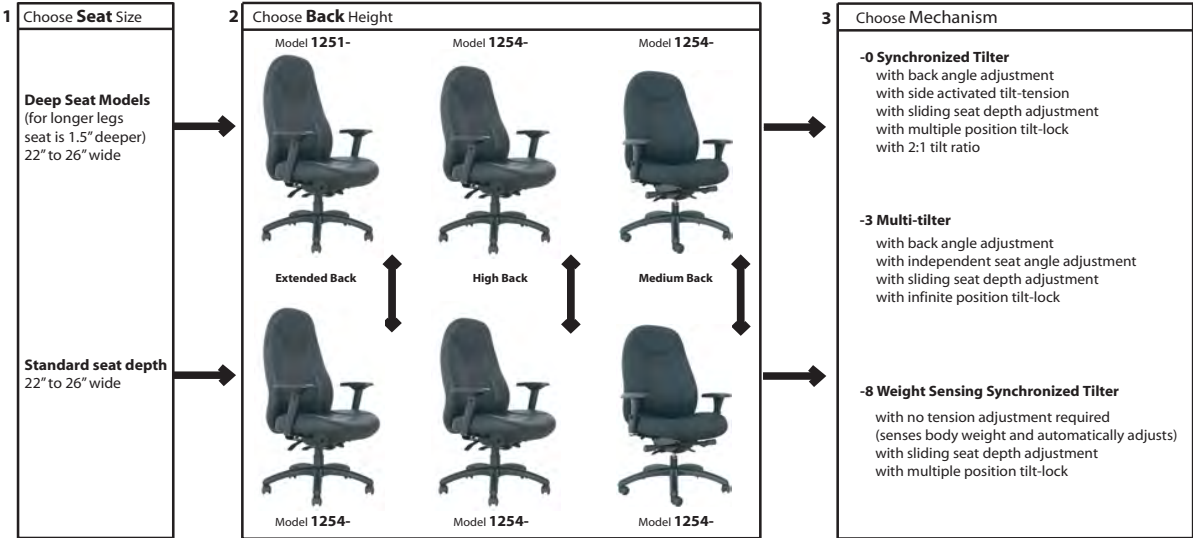 1 Choose Seat Size
Deep Seat Models
(for longer legs
seat is 1.5" deeper)
22" to 26" wide
Standard seat depth
22" to 26" wide
2 Choose Back Height
Model 1251-
Model 1254-
Model 1254-
Extended Back
High Back
Medium Back
Model 1254-
Model 1254-
Model 1254-
3 Choose Mechanism
-0 Synchronized Tilter
with back angle adjustment
with side activated tilt-tension
with sliding seat depth adjustment
with multiple position tilt-lock
with 2:1 tilt ratio
-3 Multi-tilter
with back angle adjustment
with independent seat angle adjustment
with sliding seat depth adjustment
with infinite position tilt-lock
-8 Weight Sensing Synchronized Tilter
with no tension adjustment required
(senses body weight and automatically adjusts)
with sliding seat depth adjustment
with multiple position tilt-lock